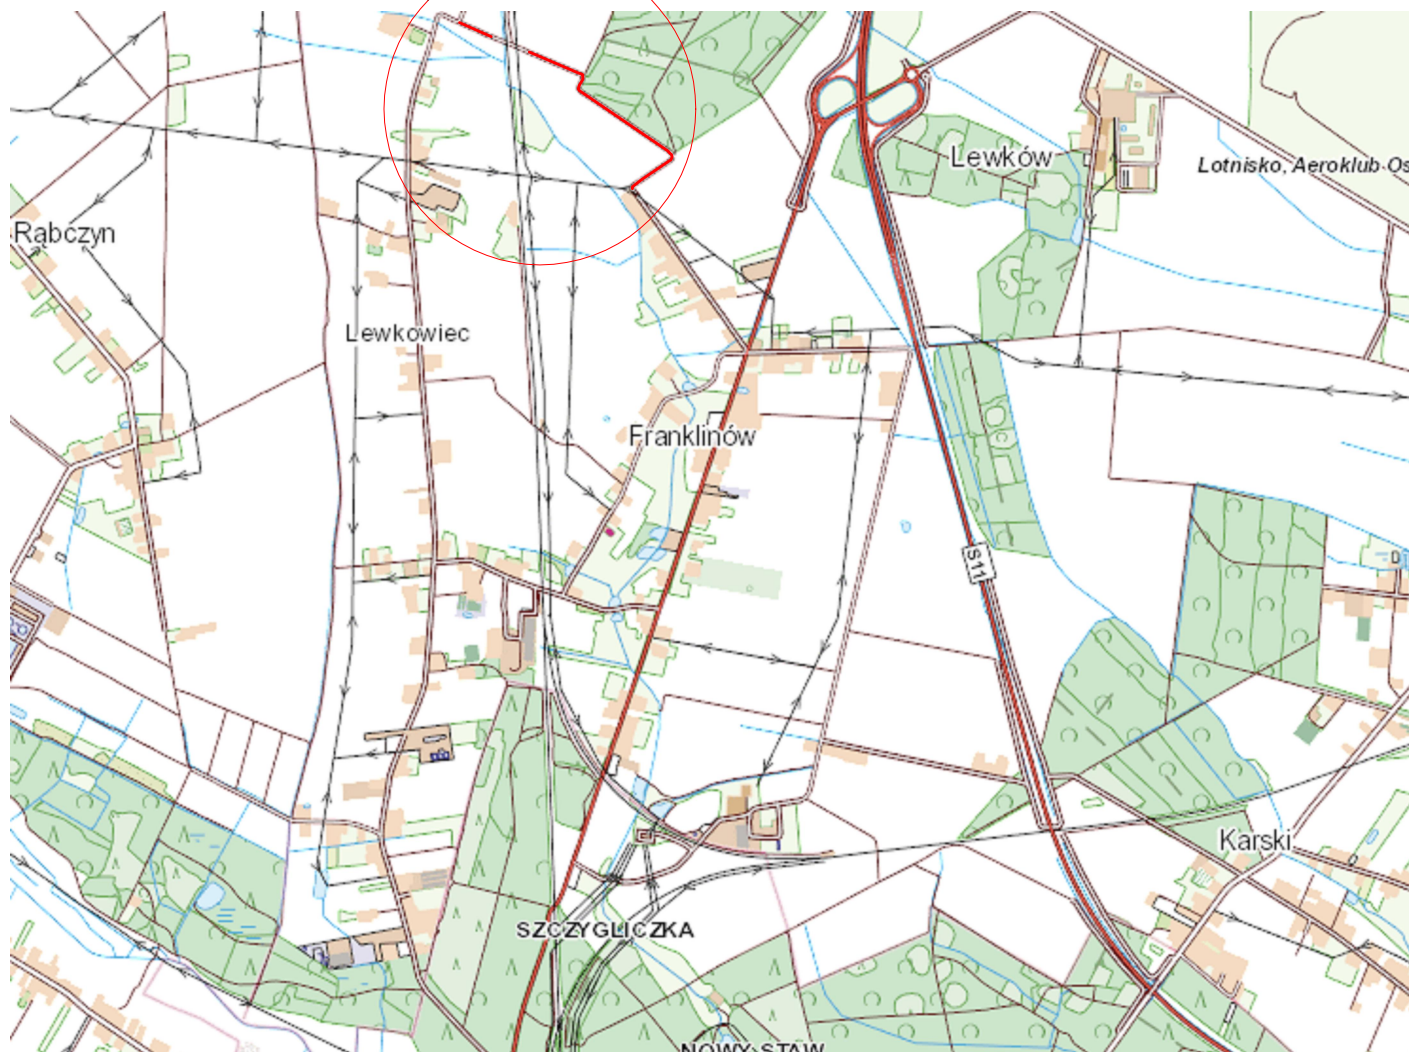 Lewków
Lotnisko, Aeroklub Os
Rąbczyn
Lewkowiec
Franklinów
S11
D
Karski
SZCZYGLICZKA
NOWY STAW